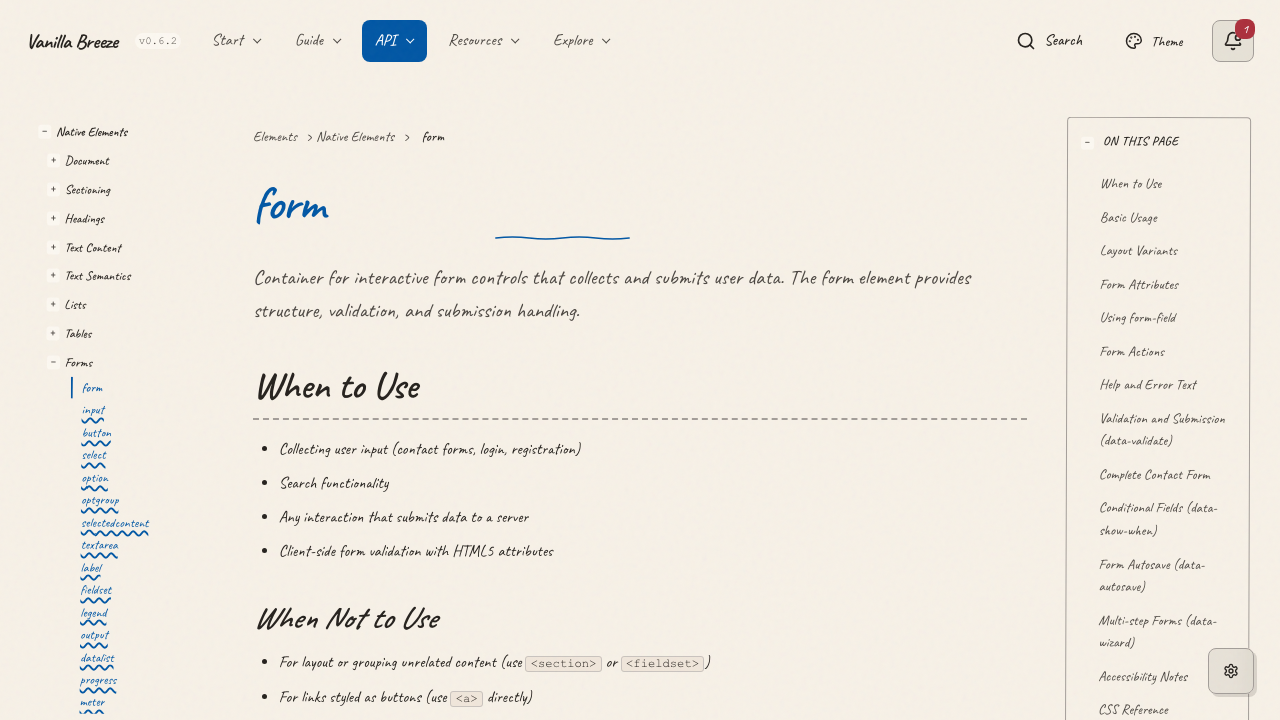 Vanilla Breeze v0.6.2 Start Guide API Resources Explore Search Theme 1
− Native Elements
+ Document
+ Sectioning
+ Headings
+ Text Content
+ Text Semantics
+ Lists
+ Tables
− Forms
form
input
button
select
option
optgroup
selectedcontent
textarea
label
fieldset
legend
output
datalist
progress
meter
Elements > Native Elements > form
form
Container for interactive form controls that collects and submits user data. The form element provides
structure, validation, and submission handling.
When to Use
• Collecting user input (contact forms, login, registration)
• Search functionality
• Any interaction that submits data to a server
• Client-side form validation with HTML5 attributes
When Not to Use
• For layout or grouping unrelated content (use <section> or <fieldset>)
• For links styled as buttons (use <a> directly)
− ON THIS PAGE
When to Use
Basic Usage
Layout Variants
Form Attributes
Using form-field
Form Actions
Help and Error Text
Validation and Submission
(data-validate)
Complete Contact Form
Conditional Fields (data-
show-when)
Form Autosave (data-
autosave)
Multi-step Forms (data-
wizard)
Accessibility Notes
CSS Reference